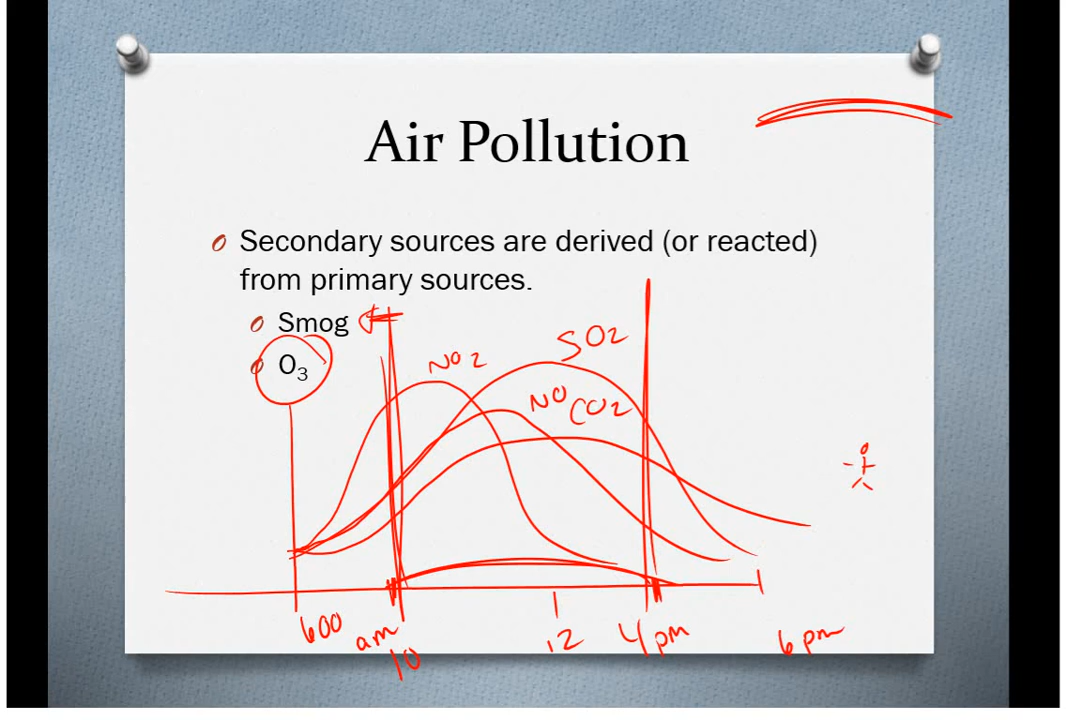 Air Pollution
Secondary sources are derived (or reacted)
from primary sources.
Smog
O₃
NO2
SO2
NO
CO2
600
am
10
12
4pm
6pm